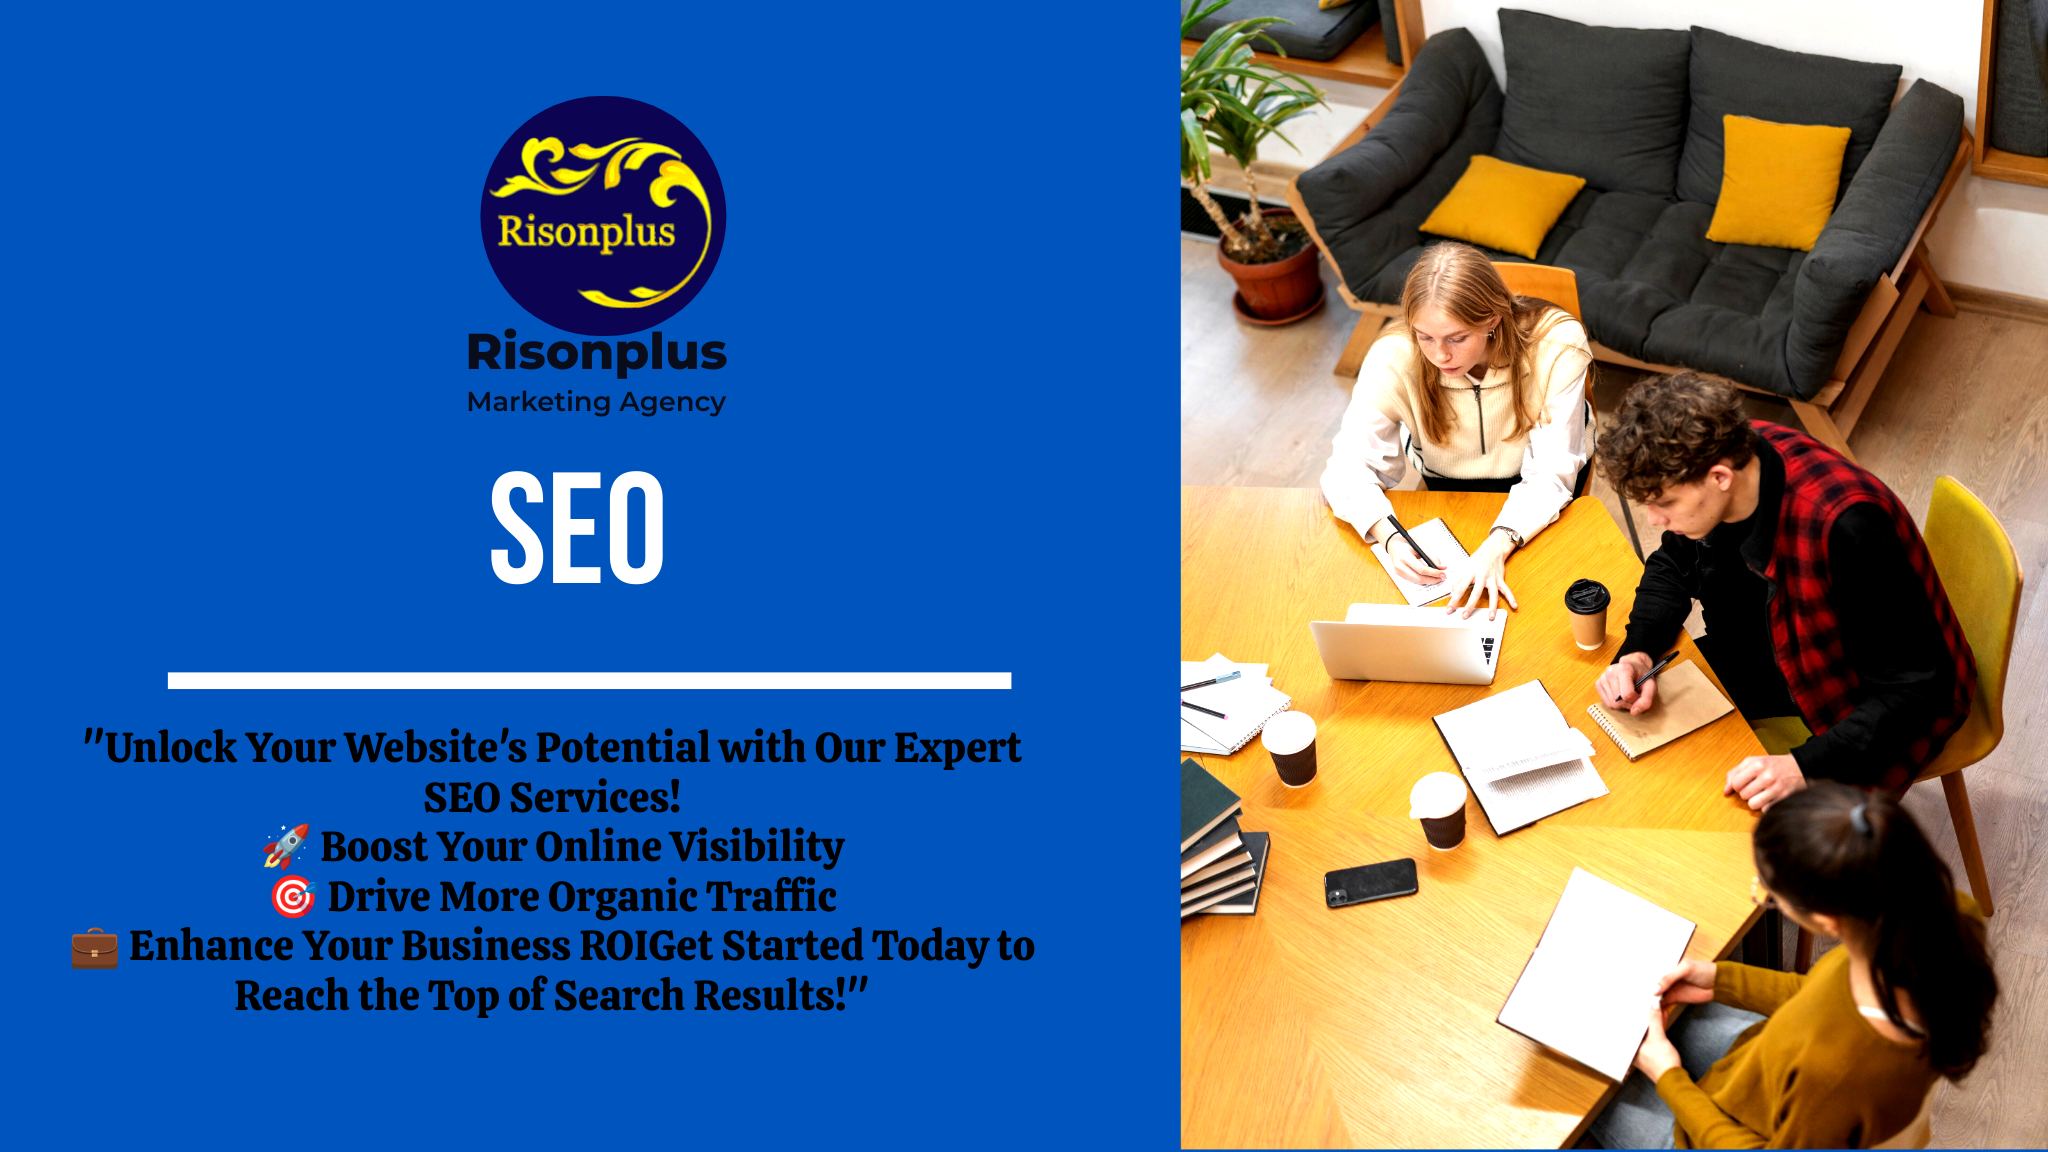 Risonplus
Risonplus
Marketing Agency
SEO
"Unlock Your Website's Potential with Our Expert
SEO Services!
🚀 Boost Your Online Visibility
🎯 Drive More Organic Traffic
💼 Enhance Your Business ROIGet Started Today to
Reach the Top of Search Results!"